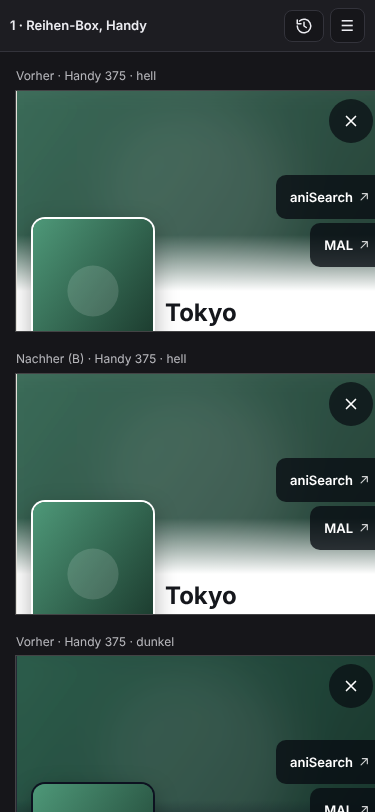 1 · Reihen-Box, Handy
Vorher · Handy 375 · hell
aniSearch ↗
MAL ↗
Tokyo
Nachher (B) · Handy 375 · hell
aniSearch ↗
MAL ↗
Tokyo
Vorher · Handy 375 · dunkel
aniSearch ↗
MAL ↗